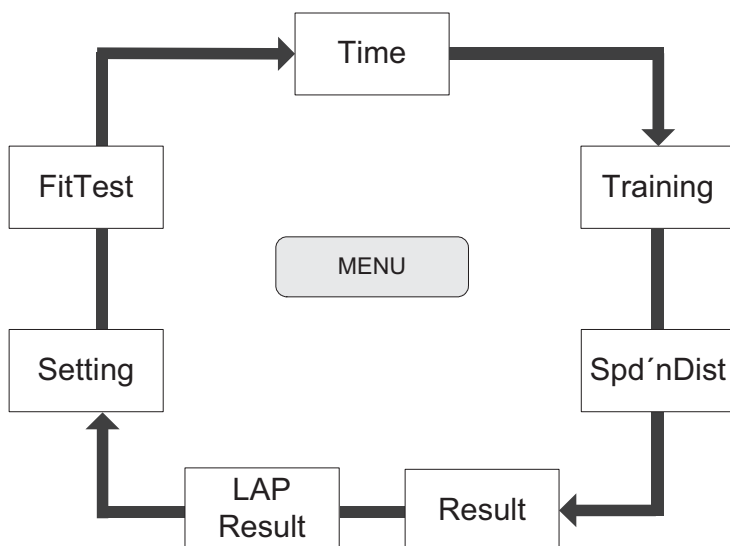 Time
FitTest
Training
MENU
Setting
Spd´nDist
LAP
Result
Result